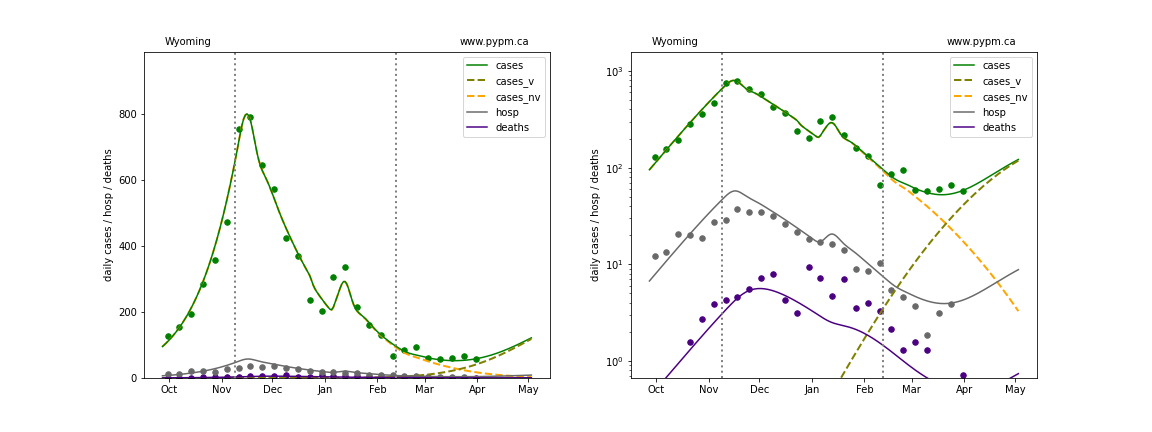 Wyoming www.pypm.ca
cases
cases_v
cases_nv
hosp
deaths
daily cases / hosp / deaths
800
600
400
200
0
Oct Nov Dec Jan Feb Mar Apr May
Wyoming www.pypm.ca
cases
cases_v
cases_nv
hosp
deaths
daily cases / hosp / deaths
10³
10²
10¹
10⁰
Oct Nov Dec Jan Feb Mar Apr May